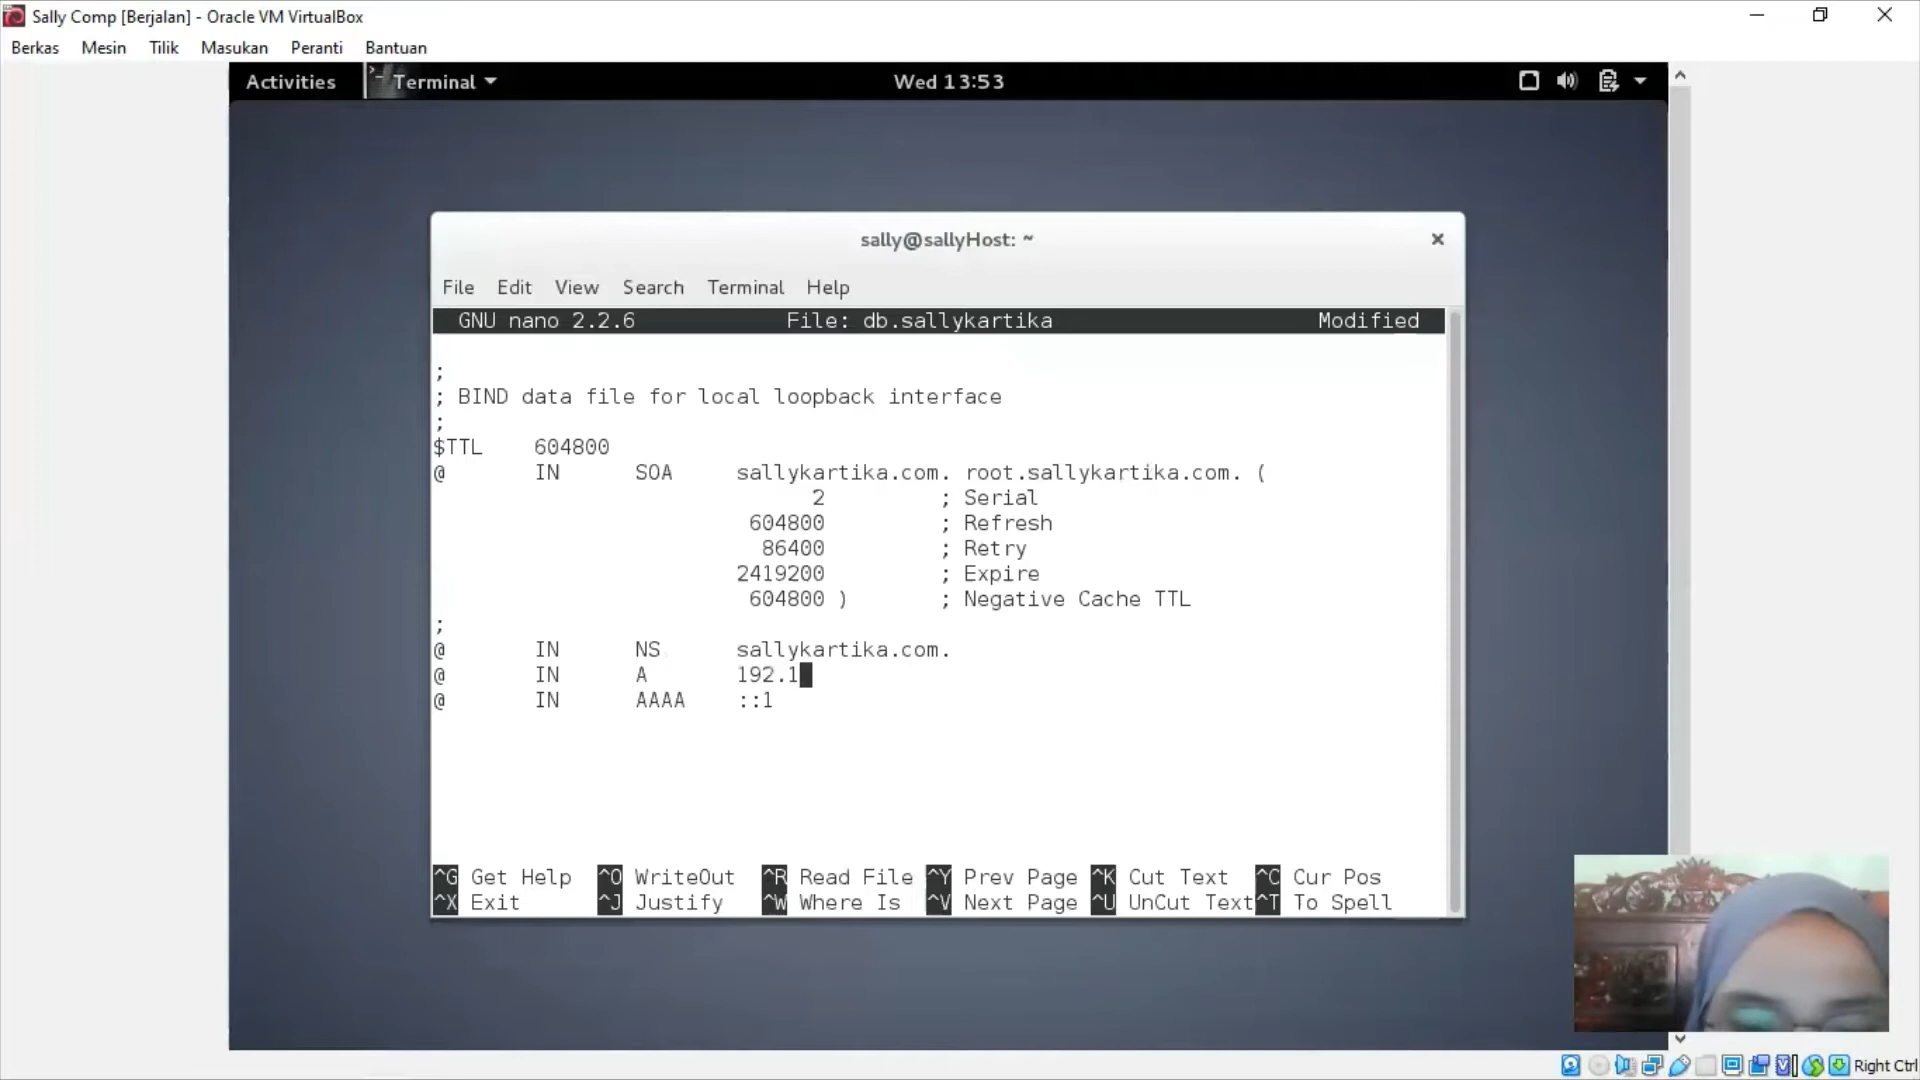 Sally Comp [Berjalan] - Oracle VM VirtualBox
Berkas Mesin Tilik Masukan Peranti Bantuan
Activities Terminal Wed 13:53
sally@sallyHost: ~
File Edit View Search Terminal Help
GNU nano 2.2.6 File: db.sallykartika Modified
;
; BIND data file for local loopback interface
;
$TTL 604800
@ IN SOA sallykartika.com. root.sallykartika.com. (
2 ; Serial
604800 ; Refresh
86400 ; Retry
2419200 ; Expire
604800 ) ; Negative Cache TTL
;
@ IN NS sallykartika.com.
@ IN A 192.1
@ IN AAAA ::1
^G Get Help ^O WriteOut ^R Read File ^Y Prev Page ^K Cut Text ^C Cur Pos
^X Exit ^J Justify ^W Where Is ^V Next Page ^U UnCut Text ^T To Spell
Right Ctrl